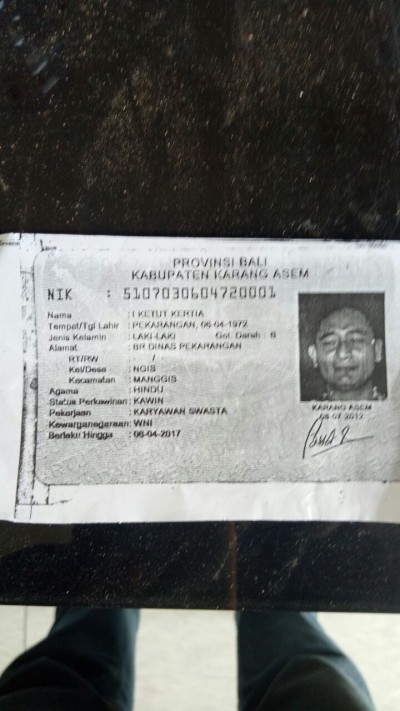 PROVINSI BALI
KABUPATEN KARANG ASEM
NIK : 5107030604720001
Nama : I KETUT KERTIA
Tempat/Tgl Lahir : PEKARANGAN, 06-04-1972
Jenis Kelamin : LAKI-LAKI Gol. Darah : B
Alamat : BR DINAS PEKARANGAN
RT/RW : /
Kel/Desa : NGIS
Kecamatan : MANGGIS
Agama : HINDU
Status Perkawinan: KAWIN
Pekerjaan : KARYAWAN SWASTA
Kewarganegaraan: WNI
Berlaku Hingga : 06-04-2017
KARANG ASEM
08-07-2012